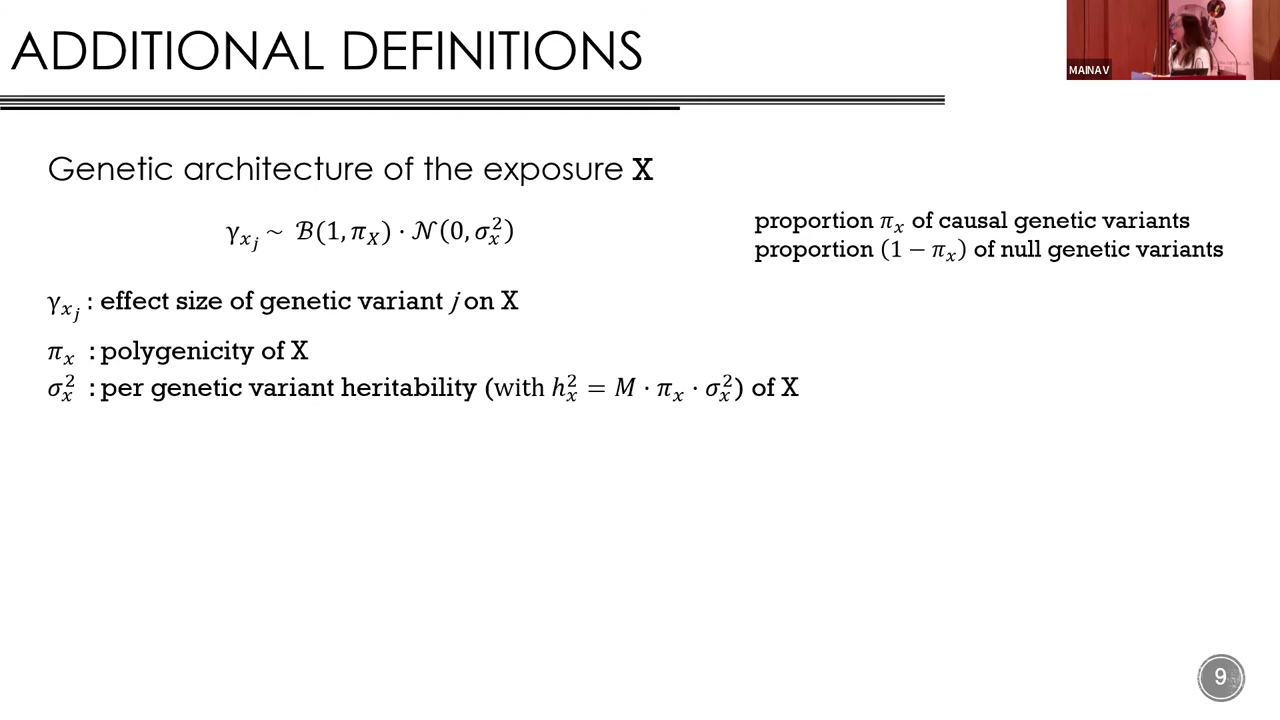 ADDITIONAL DEFINITIONS
MAINAV
Genetic architecture of the exposure X
γ_{x_j} ~ ℬ(1, π_X) · 𝒩(0, σ_x^2)
proportion π_x of causal genetic variants
proportion (1 − π_x) of null genetic variants
γ_{x_j} : effect size of genetic variant j on X
π_x : polygenicity of X
σ_x^2 : per genetic variant heritability (with h_x^2 = M · π_x · σ_x^2) of X
9